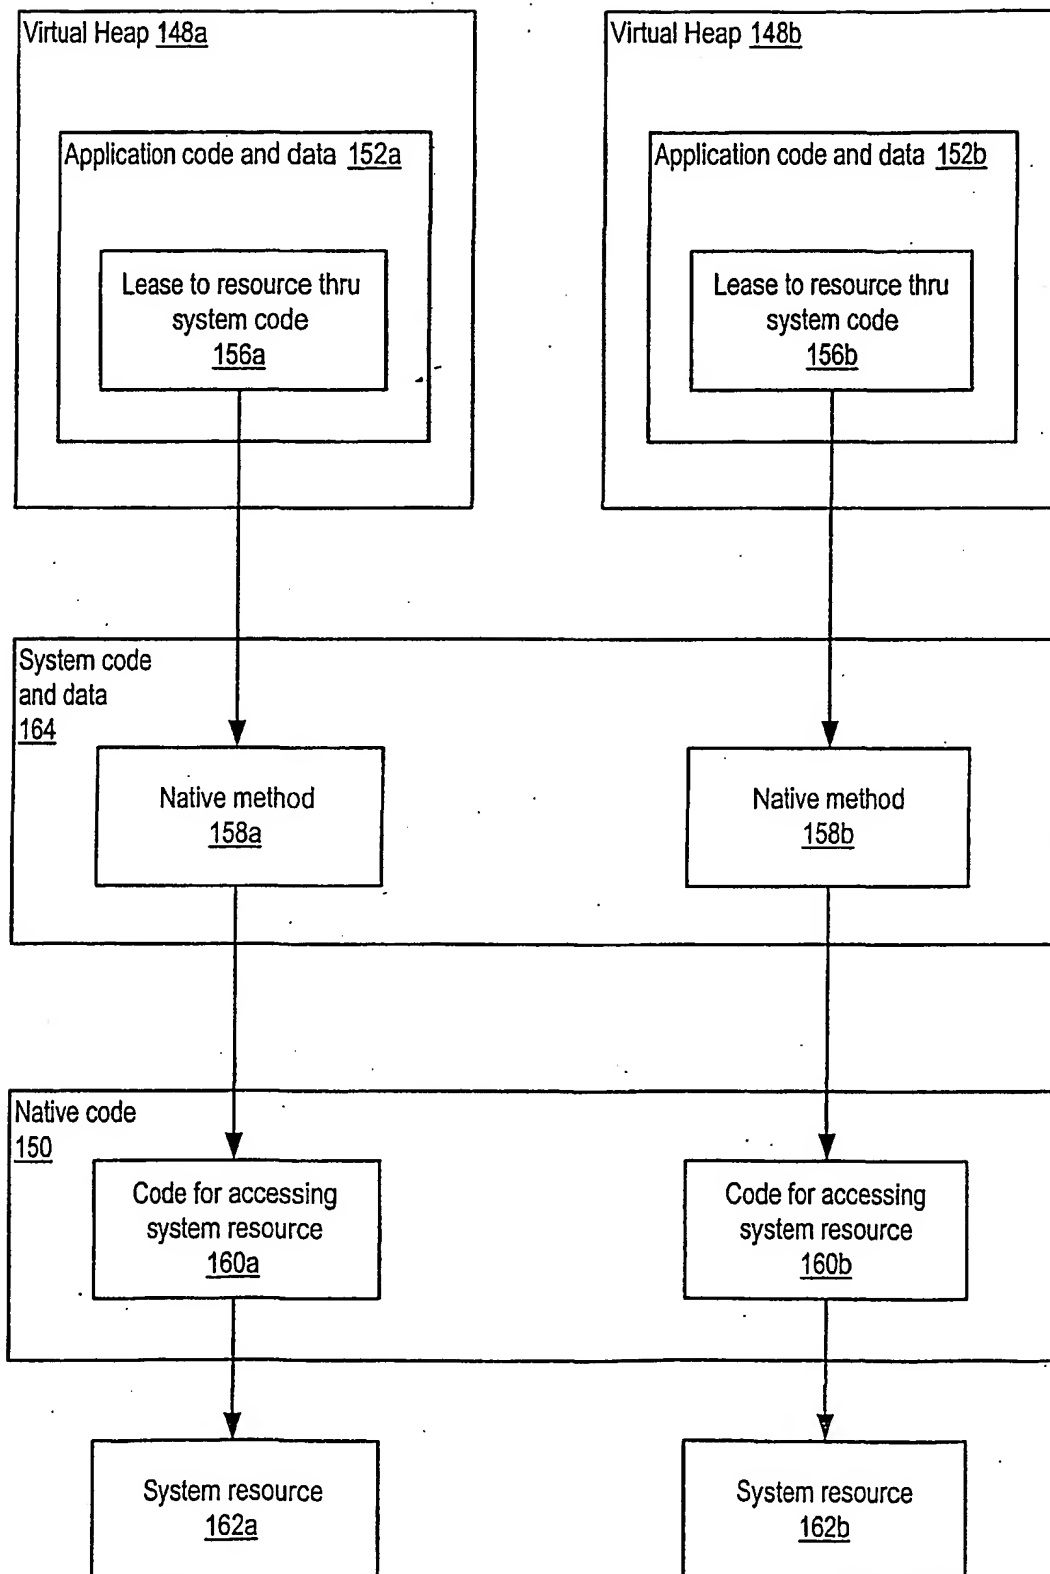 Virtual Heap 148a
Virtual Heap 148b
Application code and data 152a
Application code and data 152b
Lease to resource thru
system code
156a
Lease to resource thru
system code
156b
System code
and data
164
Native method
158a
Native method
158b
Native code
150
Code for accessing
system resource
160a
Code for accessing
system resource
160b
System resource
162a
System resource
162b